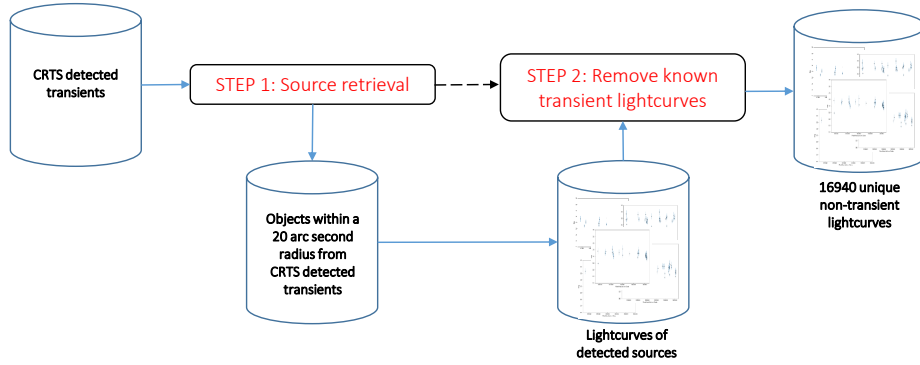 CRTS detected
transients
STEP 1: Source retrieval
STEP 2: Remove known
transient lightcurves
16940 unique
non-transient
lightcurves
Objects within a
20 arc second
radius from
CRTS detected
transients
Lightcurves of
detected sources